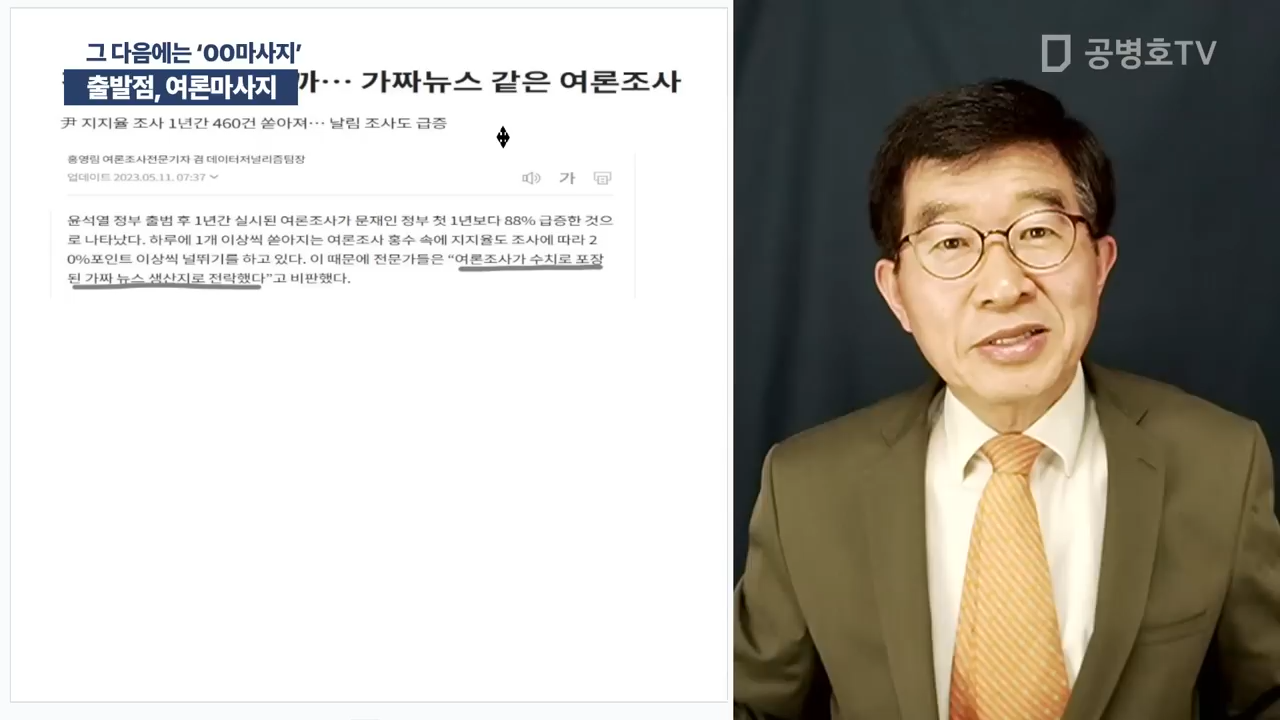 그 다음에는 ‘OO마사지’
출발점, 여론마사지
까… 가짜뉴스 같은 여론조사
尹 지지율 조사 1년간 460건 쏟아져… 날림 조사도 급증
홍영림 여론조사전문기자 겸 데이터저널리즘팀장
업데이트 2023.05.11. 07:37
가
윤석열 정부 출범 후 1년간 실시된 여론조사가 문재인 정부 첫 1년보다 88% 급증한 것으
로 나타났다. 하루에 1개 이상씩 쏟아지는 여론조사 홍수 속에 지지율도 조사에 따라 2
0%포인트 이상씩 널뛰기를 하고 있다. 이 때문에 전문가들은 “여론조사가 수치로 포장
된 가짜 뉴스 생산지로 전락했다”고 비판했다.
공병호TV